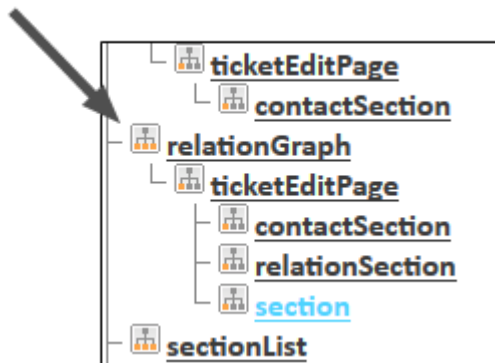 ticketEditPage
contactSection
relationGraph
ticketEditPage
contactSection
relationSection
section
sectionList